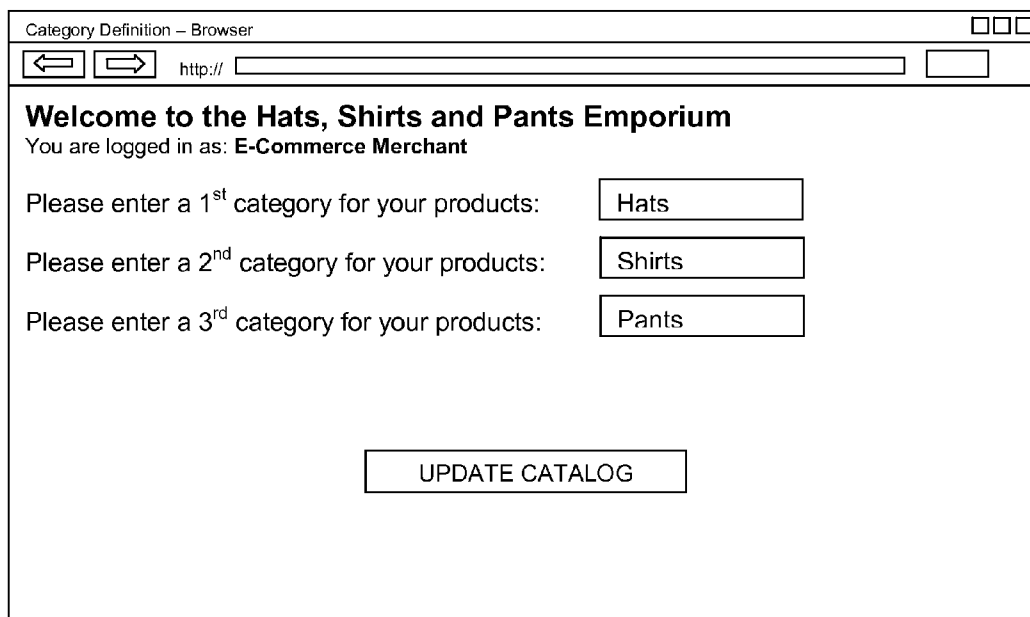 Category Definition – Browser
http://
Welcome to the Hats, Shirts and Pants Emporium
You are logged in as: E-Commerce Merchant
Please enter a 1st category for your products: Hats
Please enter a 2nd category for your products: Shirts
Please enter a 3rd category for your products: Pants
UPDATE CATALOG